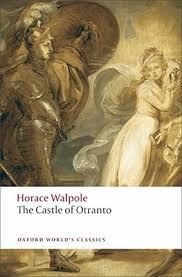 Horace Walpole
The Castle of Otranto
OXFORD WORLD'S CLASSICS